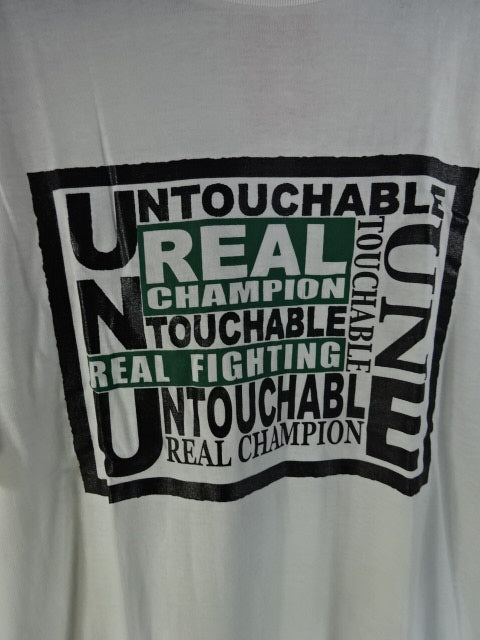 UNTOUCHABLE
REAL
CHAMPION
NTOUCHABLE
REAL FIGHTING
UNTOUCHABL
REAL CHAMPION
TOUCHABLE
UNE